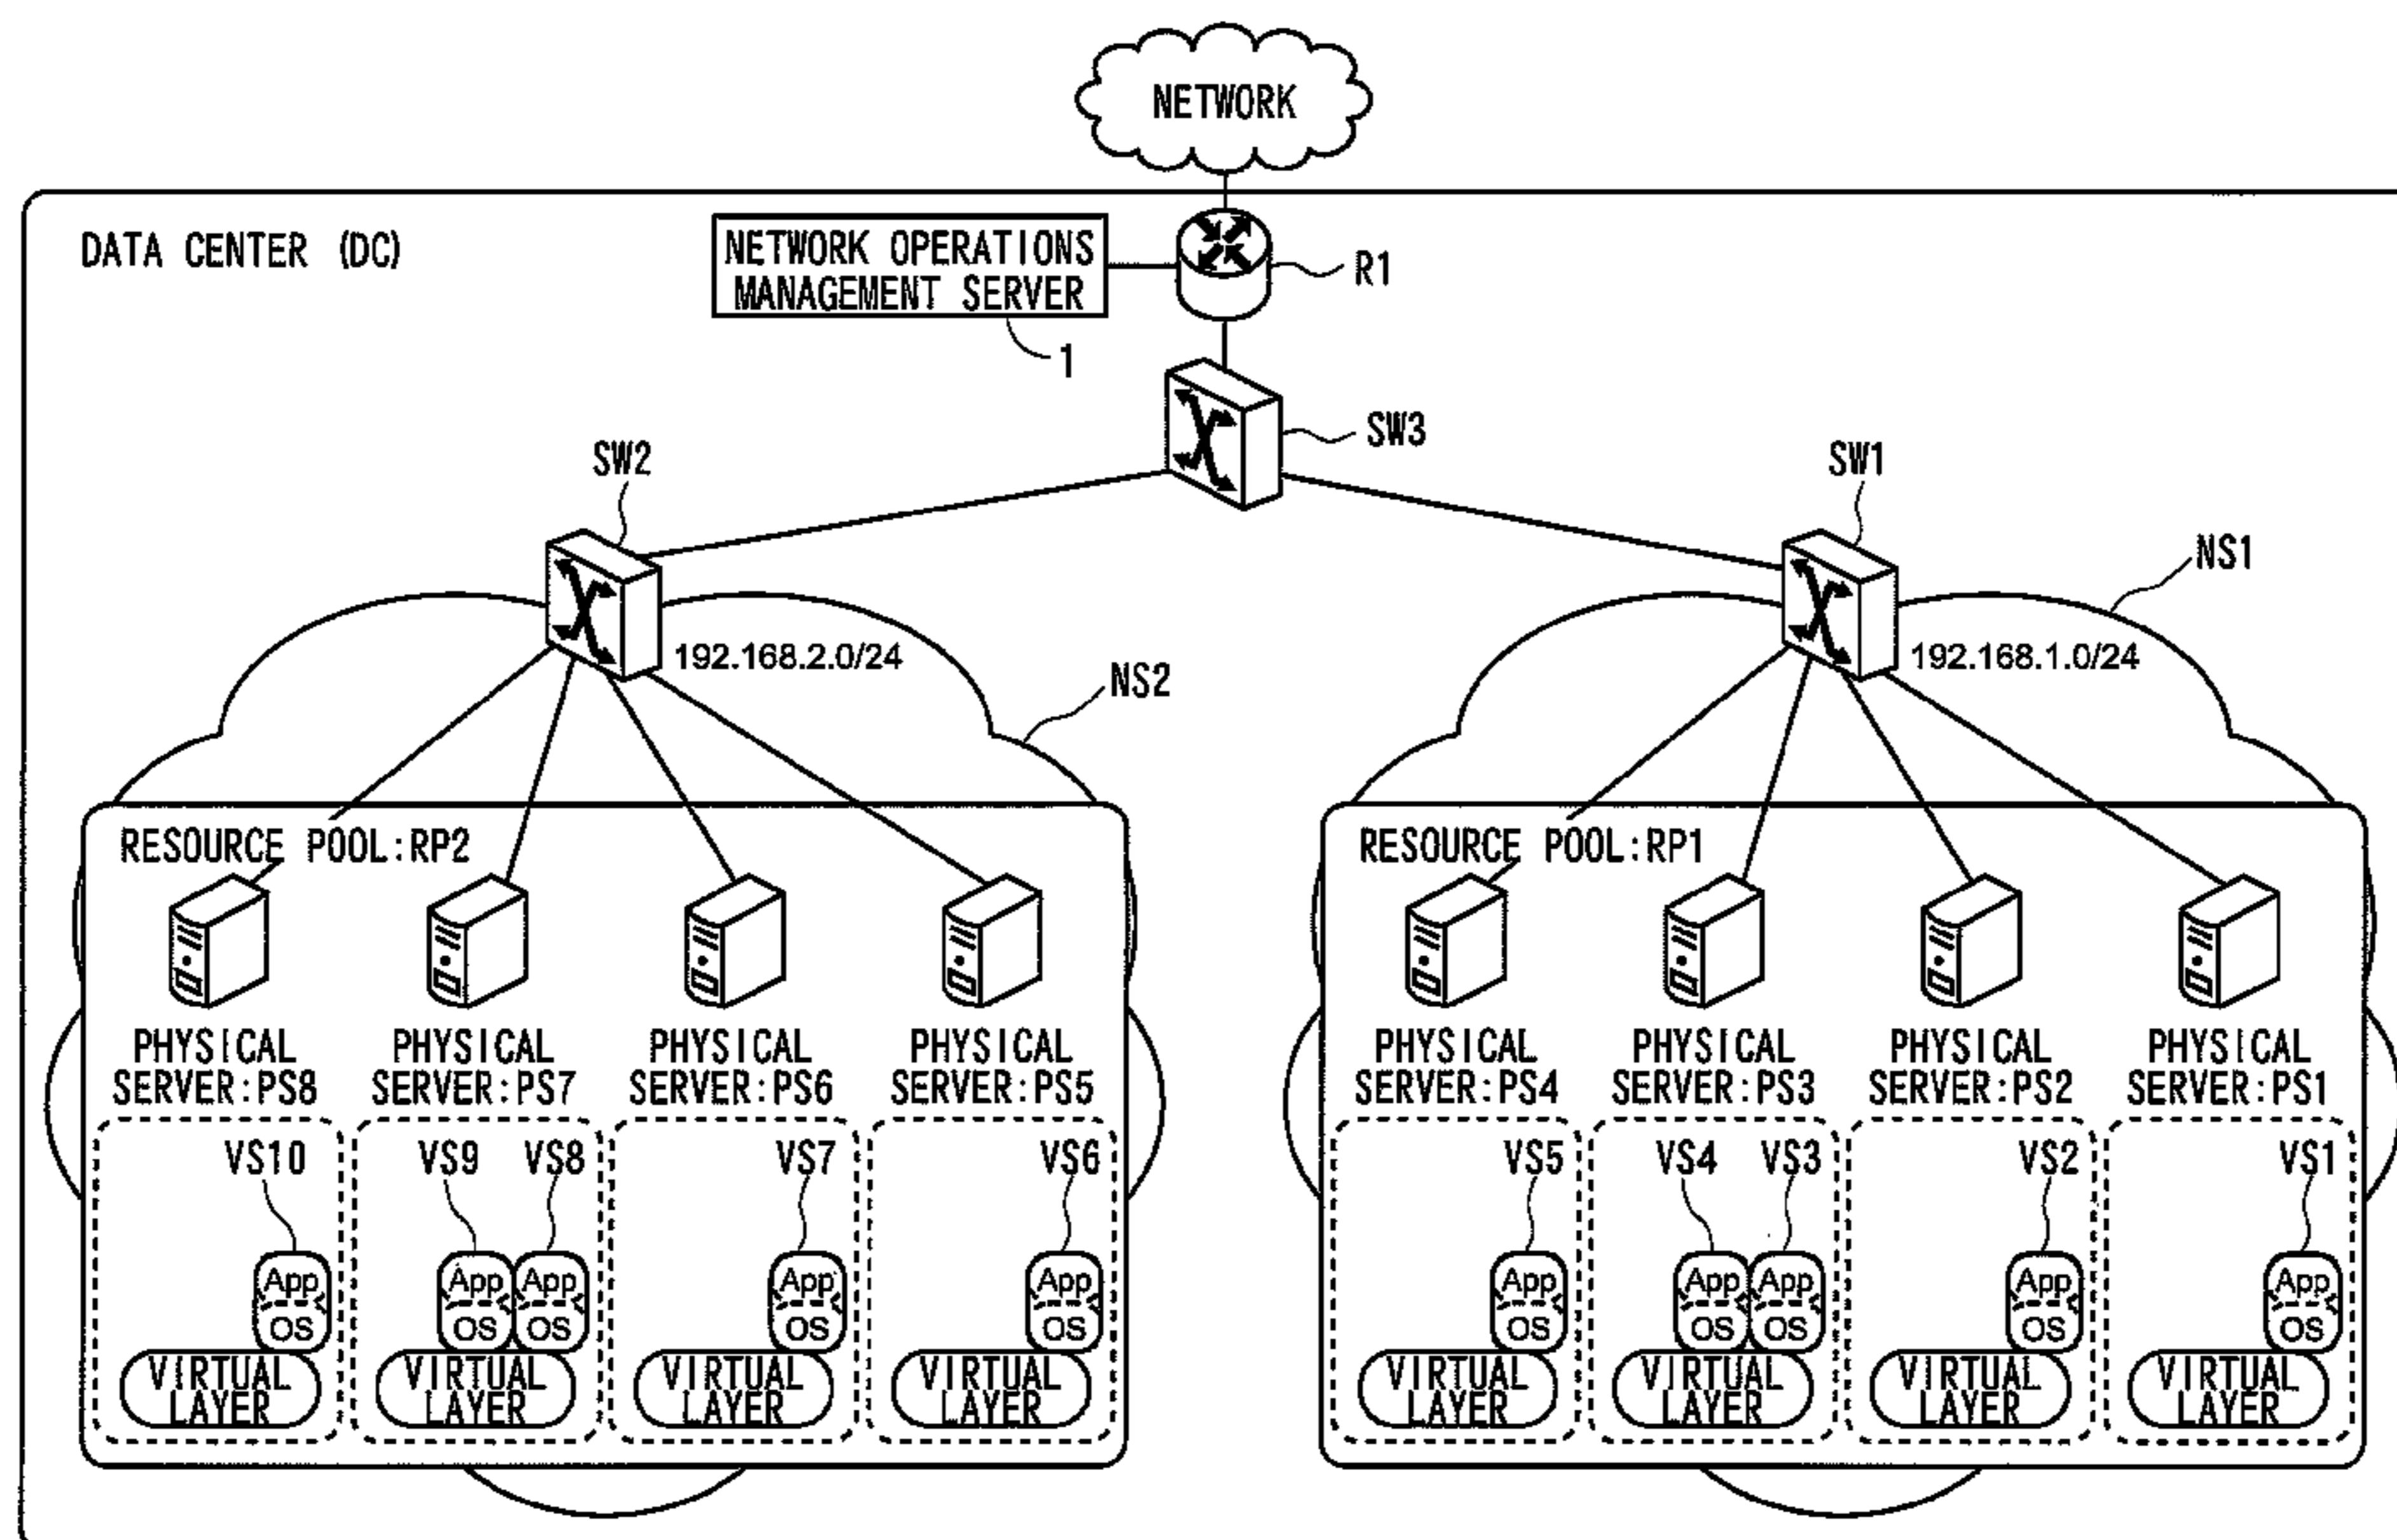 NETWORK
DATA CENTER (DC)
NETWORK OPERATIONS
MANAGEMENT SERVER
R1
1
SW3
SW2
SW1
NS1
192.168.2.0/24
192.168.1.0/24
NS2
RESOURCE POOL:RP2
RESOURCE POOL:RP1
PHYSICAL
SERVER:PS8
PHYSICAL
SERVER:PS7
PHYSICAL
SERVER:PS6
PHYSICAL
SERVER:PS5
PHYSICAL
SERVER:PS4
PHYSICAL
SERVER:PS3
PHYSICAL
SERVER:PS2
PHYSICAL
SERVER:PS1
VS10
VS9
VS8
VS7
VS6
VS5
VS4
VS3
VS2
VS1
App
OS
App
OS
App
OS
App
OS
App
OS
App
OS
App
OS
App
OS
App
OS
App
OS
VIRTUAL
LAYER
VIRTUAL
LAYER
VIRTUAL
LAYER
VIRTUAL
LAYER
VIRTUAL
LAYER
VIRTUAL
LAYER
VIRTUAL
LAYER
VIRTUAL
LAYER